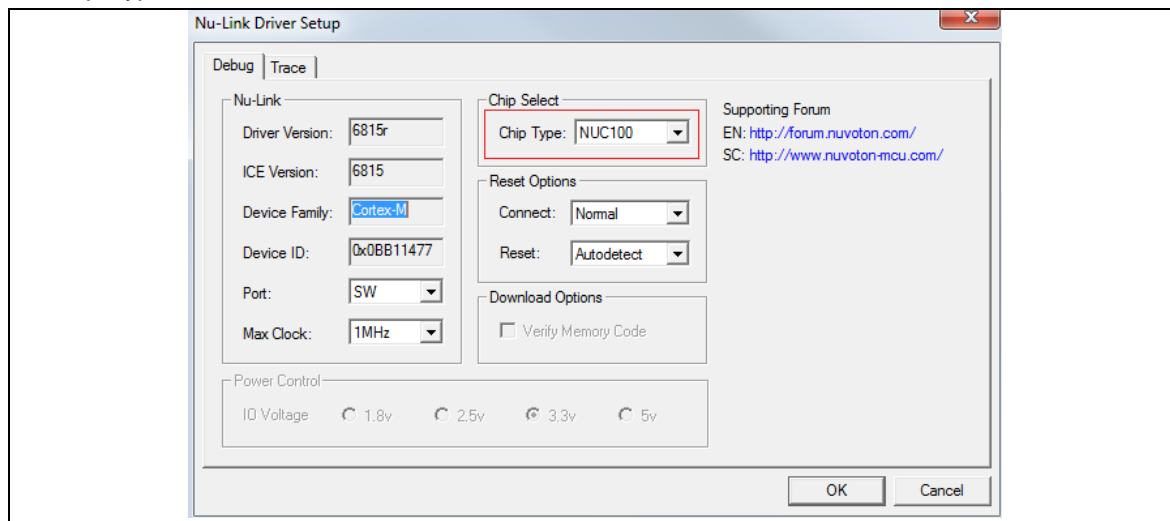 Nu-Link Driver Setup
Debug
Trace
Nu-Link
Driver Version: 6815r
ICE Version: 6815
Device Family: Cortex-M
Device ID: 0x0BB11477
Port: SW
Max Clock: 1MHz
Chip Select
Chip Type: NUC100
Reset Options
Connect: Normal
Reset: Autodetect
Download Options
Verify Memory Code
Supporting Forum
EN: http://forum.nuvoton.com/
SC: http://www.nuvoton-mcu.com/
Power Control
IO Voltage 1.8v 2.5v 3.3v 5v
OK Cancel